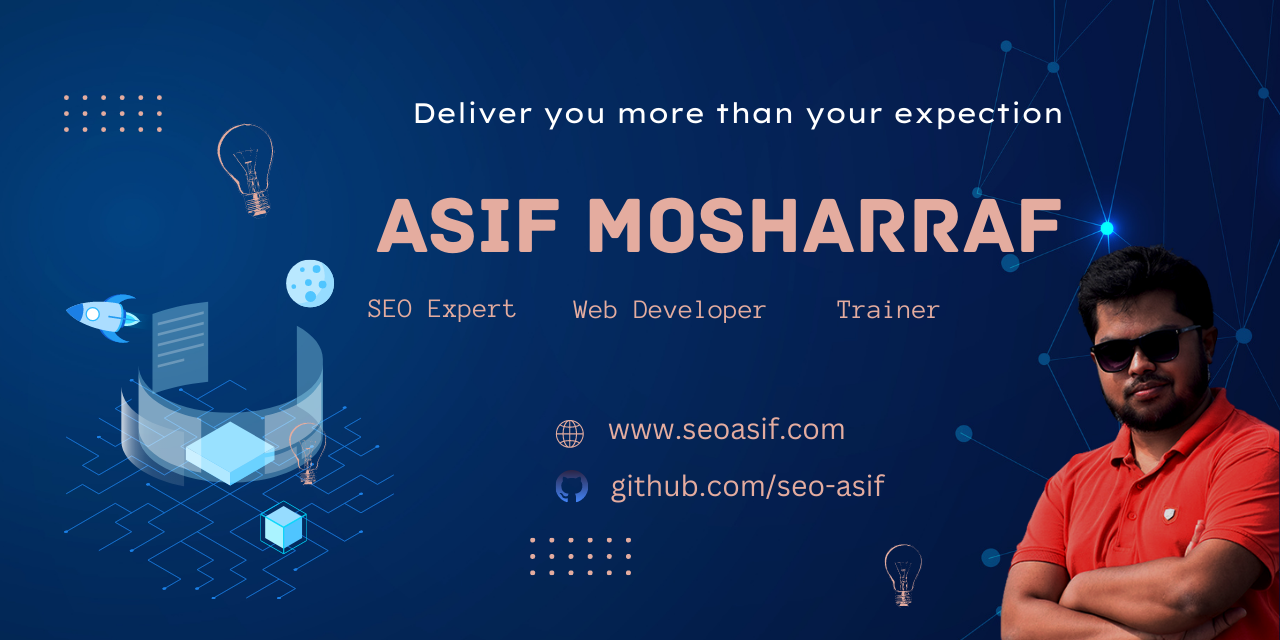 Deliver you more than your expection
ASIF MOSHARRAF
SEO Expert Web Developer Trainer
www.seoasif.com
github.com/seo-asif